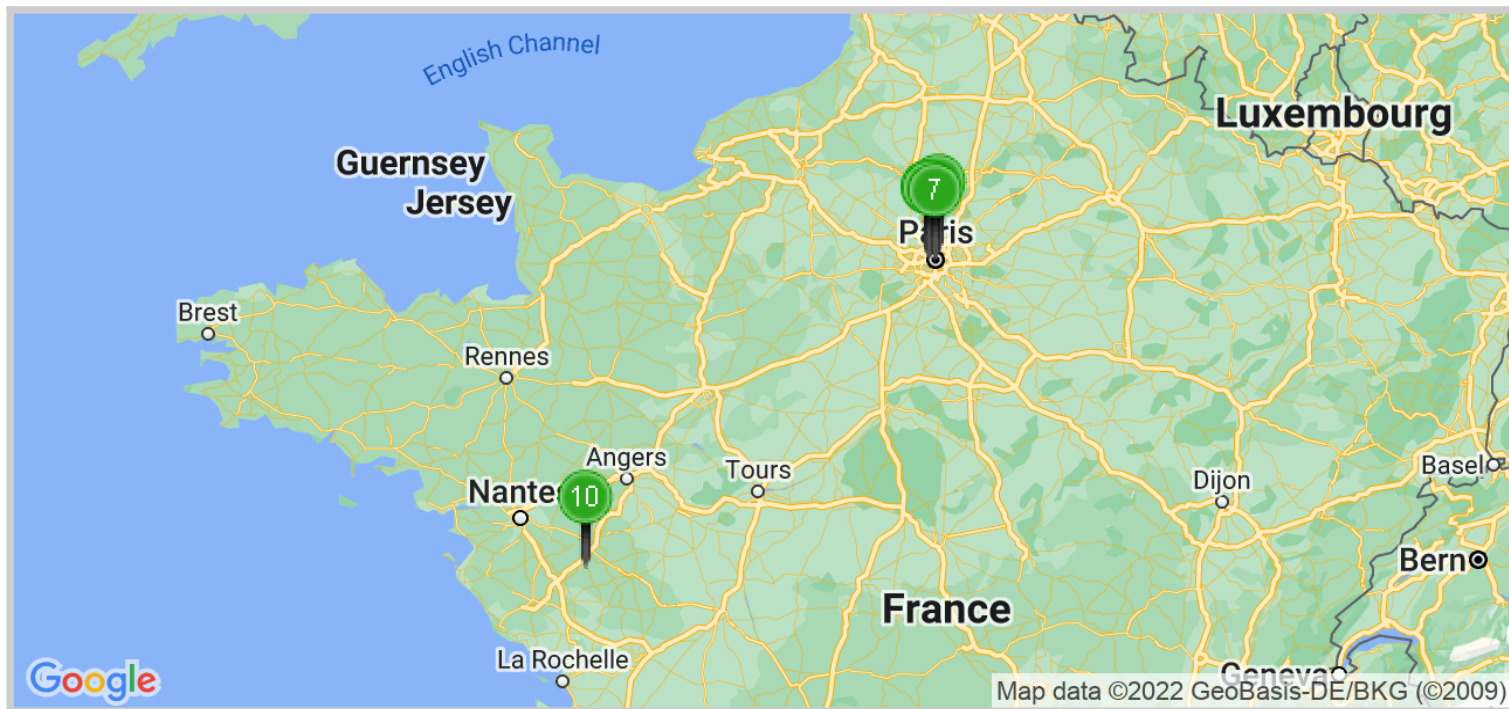 English Channel
Luxembourg
Guernsey
Jersey
7
Paris
Brest
Rennes
Angers
Tours
Basel
Nantes
10
Dijon
Bern
France
La Rochelle
Geneva
Google
Map data ©2022 GeoBasis-DE/BKG (©2009)